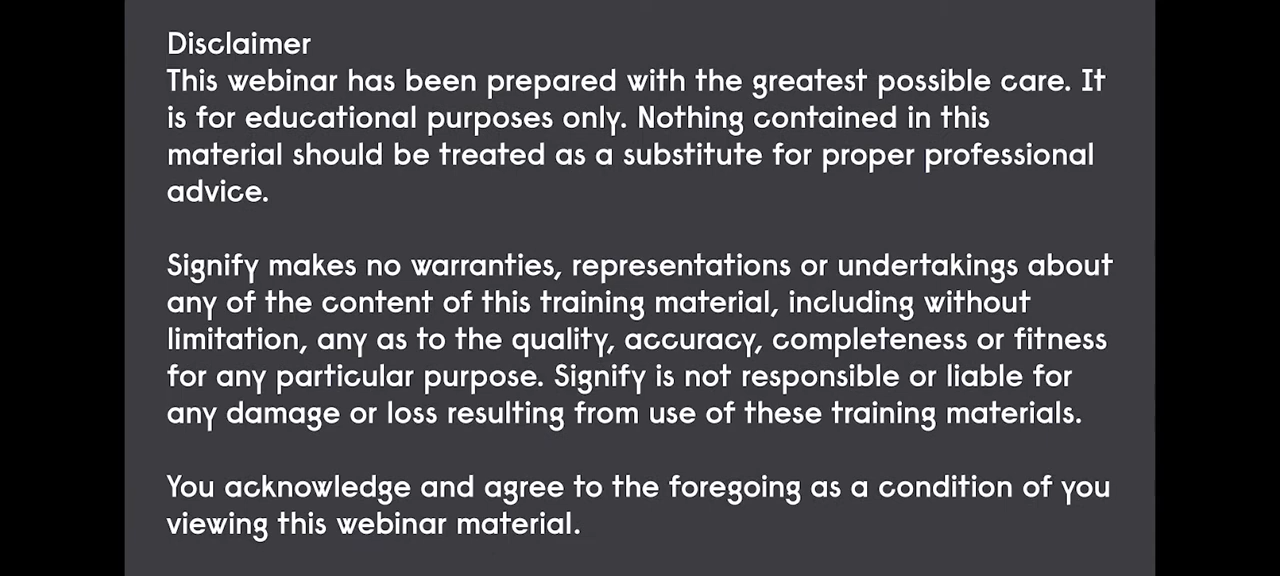 Disclaimer
This webinar has been prepared with the greatest possible care. It
is for educational purposes only. Nothing contained in this
material should be treated as a substitute for proper professional
advice.
Signify makes no warranties, representations or undertakings about
any of the content of this training material, including without
limitation, any as to the quality, accuracy, completeness or fitness
for any particular purpose. Signify is not responsible or liable for
any damage or loss resulting from use of these training materials.
You acknowledge and agree to the foregoing as a condition of you
viewing this webinar material.